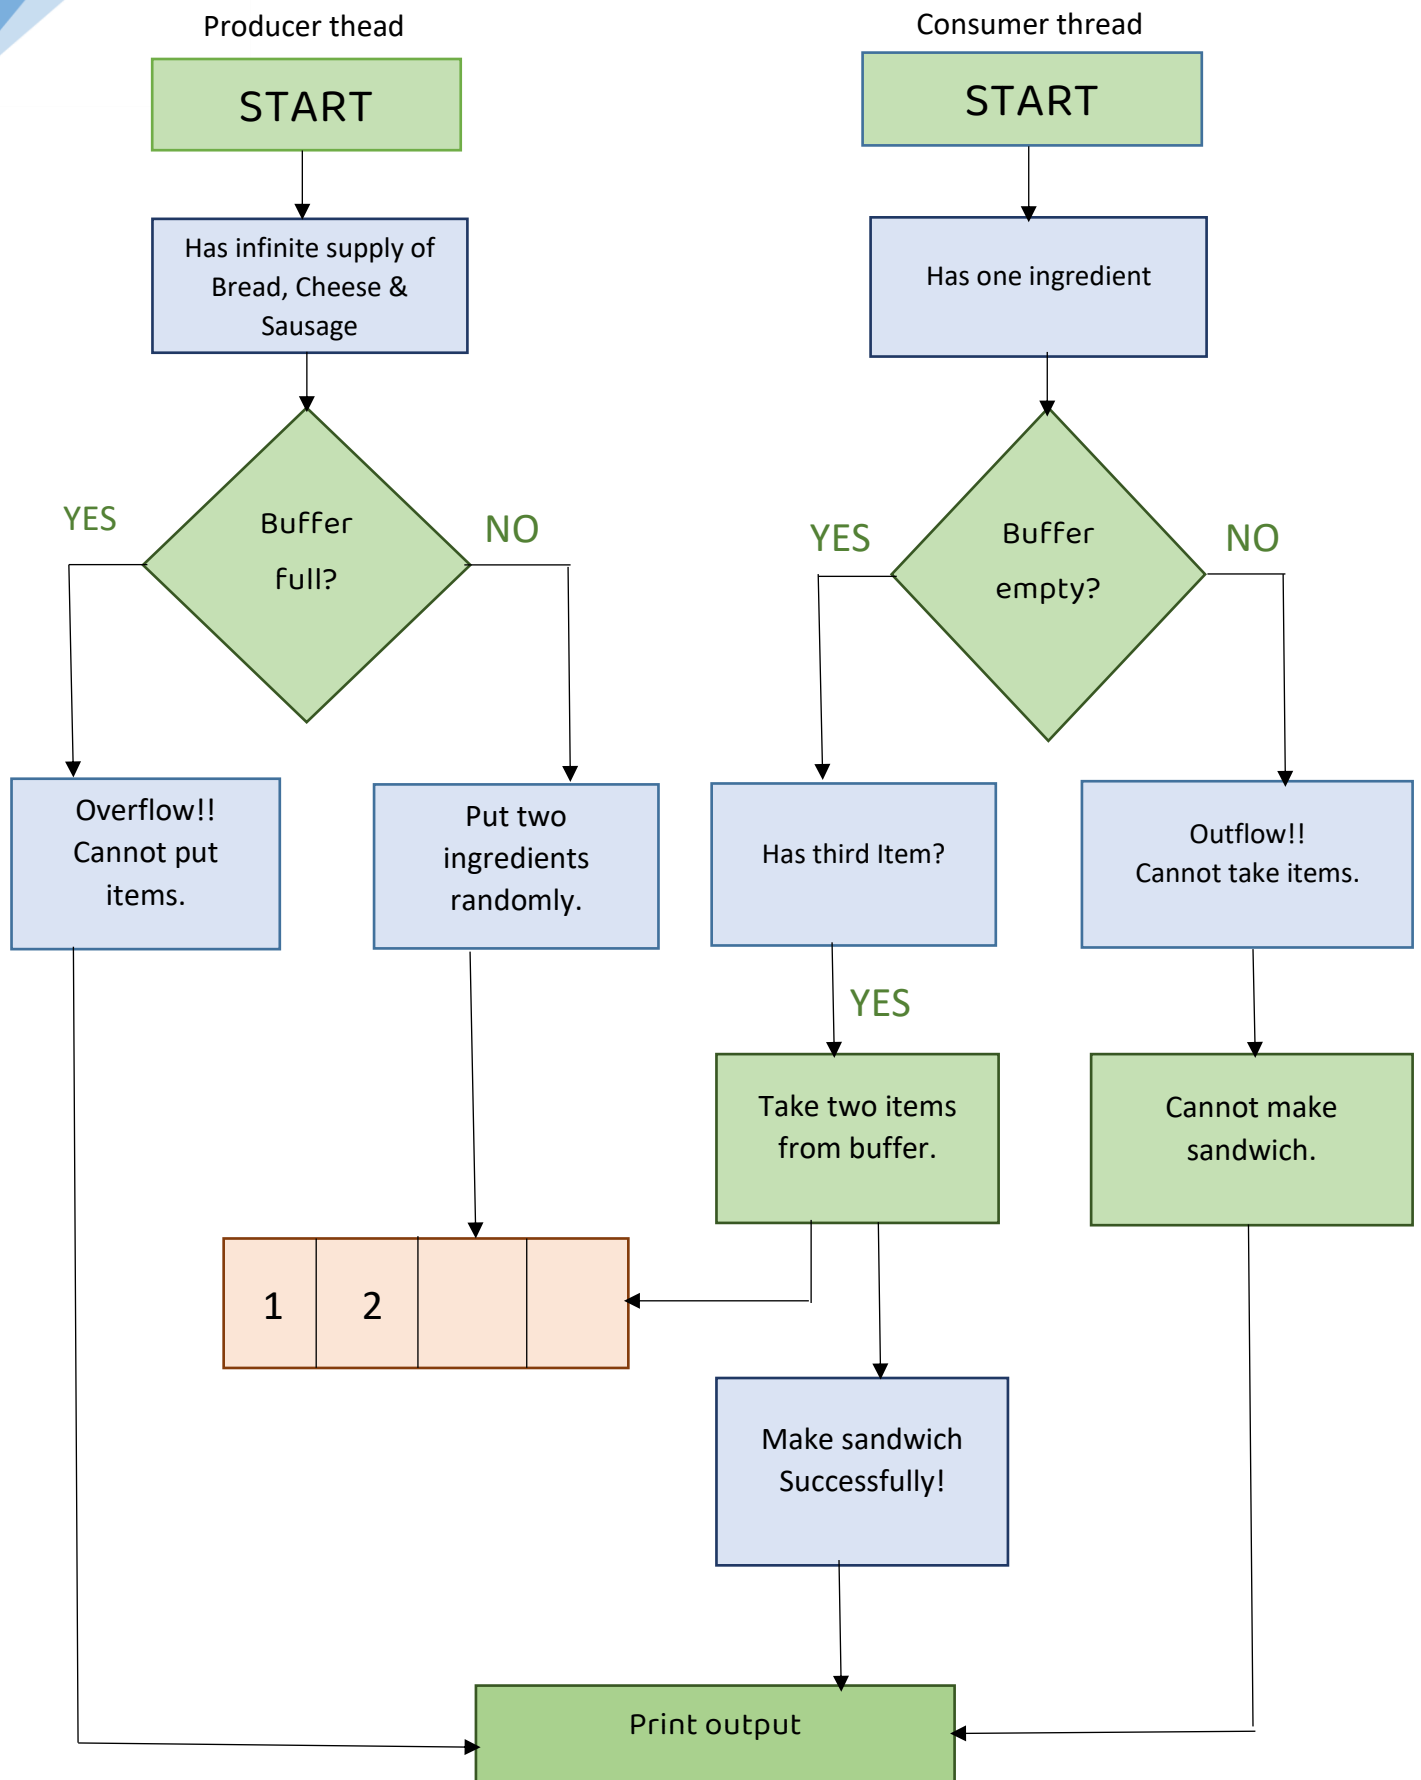 Producer thead
START
Has infinite supply of
Bread, Cheese &
Sausage
Buffer
full?
YES
NO
Overflow!!
Cannot put
items.
Put two
ingredients
randomly.
1
2
Consumer thread
START
Has one ingredient
Buffer
empty?
YES
NO
Has third Item?
YES
Take two items
from buffer.
Make sandwich
Successfully!
Outflow!!
Cannot take items.
Cannot make
sandwich.
Print output